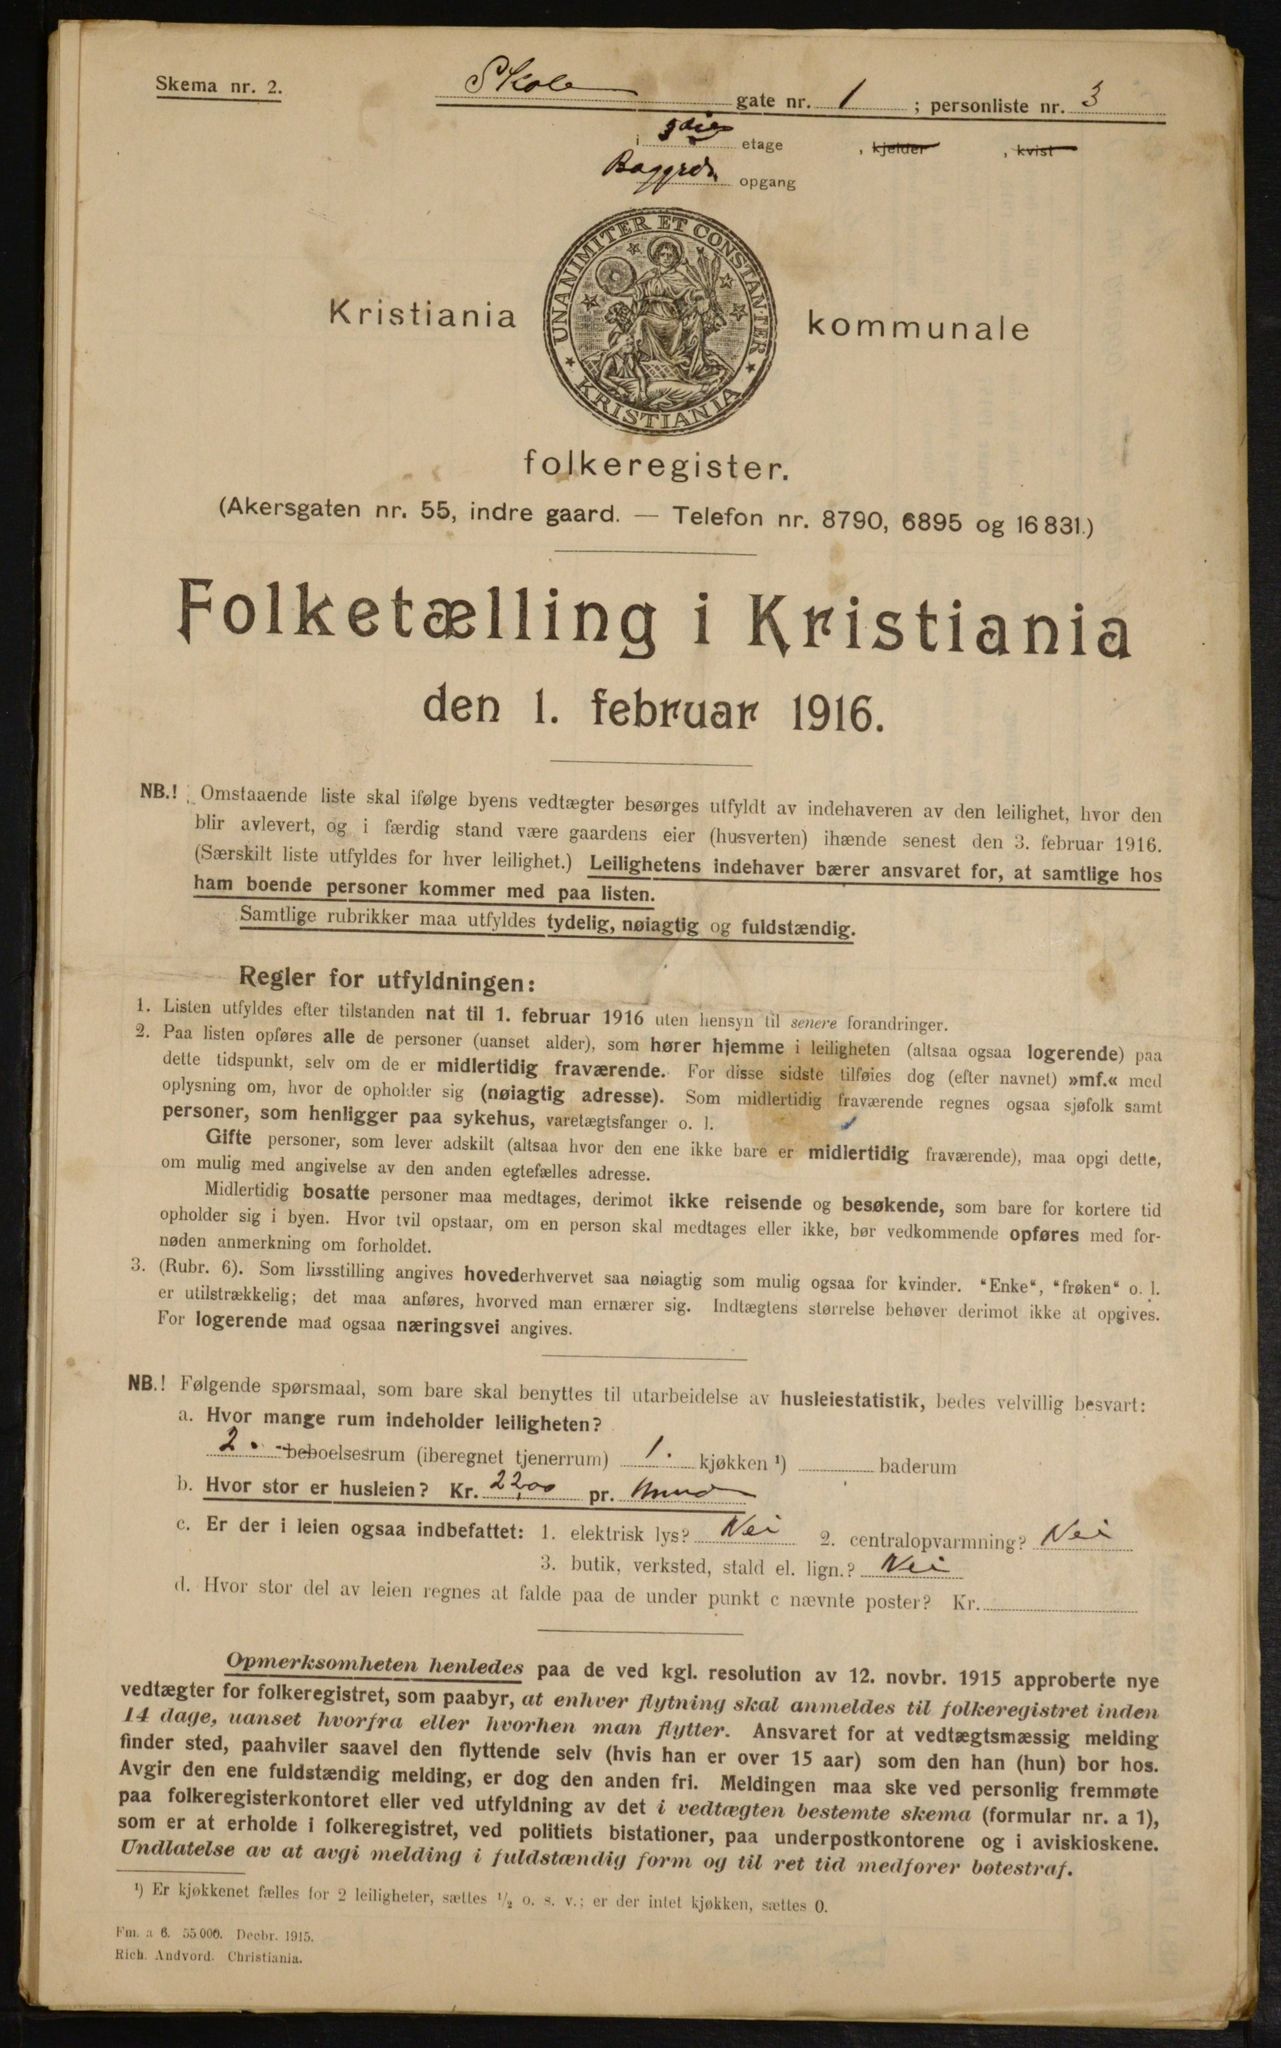 Skema nr. 2.
Skole gate nr. 1 ; personliste nr. 3
i 3die etage , kjelder , kvist
opgang
UNANIMITER ET CONSTANTER
KRISTIANIA
Kristiania kommunale
folkeregister.
(Akersgaten nr. 55, indre gaard. — Telefon nr. 8790, 6895 og 16 831.)
Folketælling i Kristiania
den 1. februar 1916.
NB.! Omstaaende liste skal ifølge byens vedtægter besørges utfyldt av indehaveren av den leilighet, hvor den
blir avlevert, og i færdig stand være gaardens eier (husverten) ihænde senest den 3. februar 1916.
(Særskilt liste utfyldes for hver leilighet.) Leilighetens indehaver bærer ansvaret for, at samtlige hos
ham boende personer kommer med paa listen.
Samtlige rubrikker maa utfyldes tydelig, nøiagtig og fuldstændig.
Regler for utfyldningen:
1. Listen utfyldes efter tilstanden nat til 1. februar 1916 uten hensyn til senere forandringer.
2. Paa listen opføres alle de personer (uanset alder), som hører hjemme i leiligheten (altsaa ogsaa logerende) paa
dette tidspunkt, selv om de er midlertidig fraværende. For disse sidste tilføies dog (efter navnet) »mf.« med
oplysning om, hvor de opholder sig (nøiagtig adresse). Som midlertidig fraværende regnes ogsaa sjøfolk samt
personer, som henligger paa sykehus, varetægtsfanger o. l.
Gifte personer, som lever adskilt (altsaa hvor den ene ikke bare er midlertidig fraværende), maa opgi dette,
om mulig med angivelse av den anden egtefælles adresse.
Midlertidig bosatte personer maa medtages, derimot ikke reisende og besøkende, som bare for kortere tid
opholder sig i byen. Hvor tvil opstaar, om en person skal medtages eller ikke, bør vedkommende opføres med for-
nøden anmerkning om forholdet.
3. (Rubr. 6). Som livsstilling angives hovederhvervet saa nøiagtig som mulig ogsaa for kvinder. "Enke", "frøken" o. l.
er utilstrækkelig; det maa anføres, hvorved man ernærer sig. Indtægtens størrelse behøver derimot ikke at opgives.
For logerende maa ogsaa næringsvei angives.
NB.! Følgende spørsmaal, som bare skal benyttes til utarbeidelse av husleiestatistik, bedes velvillig besvart:
a. Hvor mange rum indeholder leiligheten?
2. beboelsesrum (iberegnet tjenerrum) 1. kjøkken ¹) baderum
b. Hvor stor er husleien? Kr. 22,00 pr.
c. Er der i leien ogsaa indbefattet: 1. elektrisk lys? Nei 2. centralopvarmning? Nei
3. butik, verksted, stald el. lign.? Nei
d. Hvor stor del av leien regnes at falde paa de under punkt c nævnte poster? Kr.
Opmerksomheten henledes paa de ved kgl. resolution av 12. novbr. 1915 approberte nye
vedtægter for folkeregistret, som paabyr, at enhver flytning skal anmeldes til folkeregistret inden
14 dage, uanset hvorfra eller hvorhen man flytter. Ansvaret for at vedtægtsmæssig melding
finder sted, paahviler saavel den flyttende selv (hvis han er over 15 aar) som den han (hun) bor hos.
Avgir den ene fuldstændig melding, er dog den anden fri. Meldingen maa ske ved personlig fremmøte
paa folkeregisterkontoret eller ved utfyldning av det i vedtægten bestemte skema (formular nr. a 1),
som er at erholde i folkeregistret, ved politiets bistationer, paa underpostkontorene og i aviskioskene.
Undlatelse av at avgi melding i fuldstændig form og til ret tid medfører bøtestraf.
¹) Er kjøkkenet fælles for 2 leiligheter, sættes ½ o. s. v.; er der intet kjøkken, sættes 0.
Fm. a 6. 55.000. Decbr. 1915.
Rich. Andvord. Christiania.